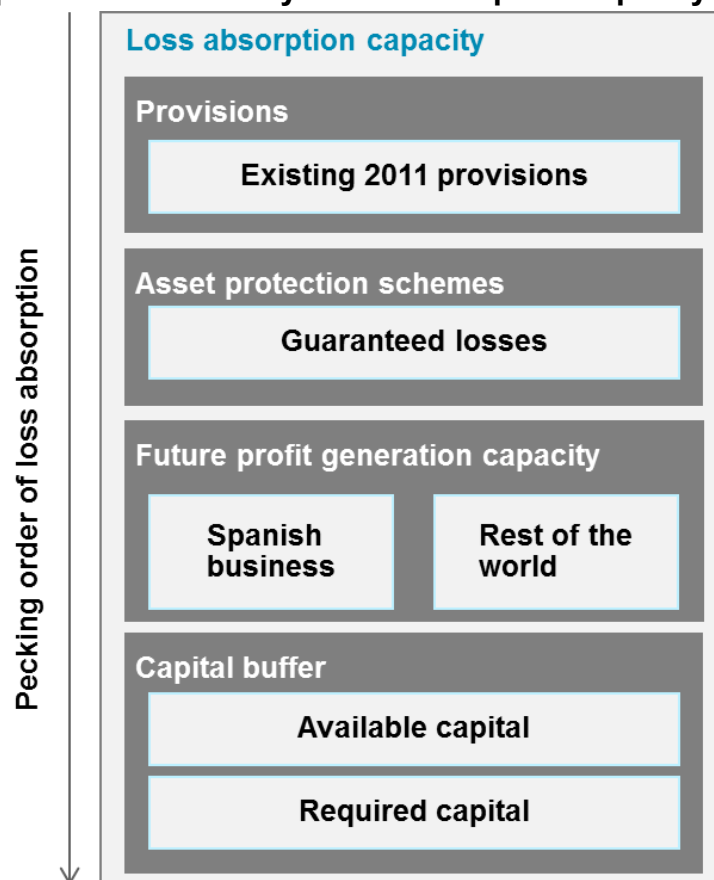 Loss absorption capacity
Provisions
Existing 2011 provisions
Asset protection schemes
Guaranteed losses
Future profit generation capacity
Spanish
business
Rest of the
world
Capital buffer
Available capital
Required capital
Pecking order of loss absorption